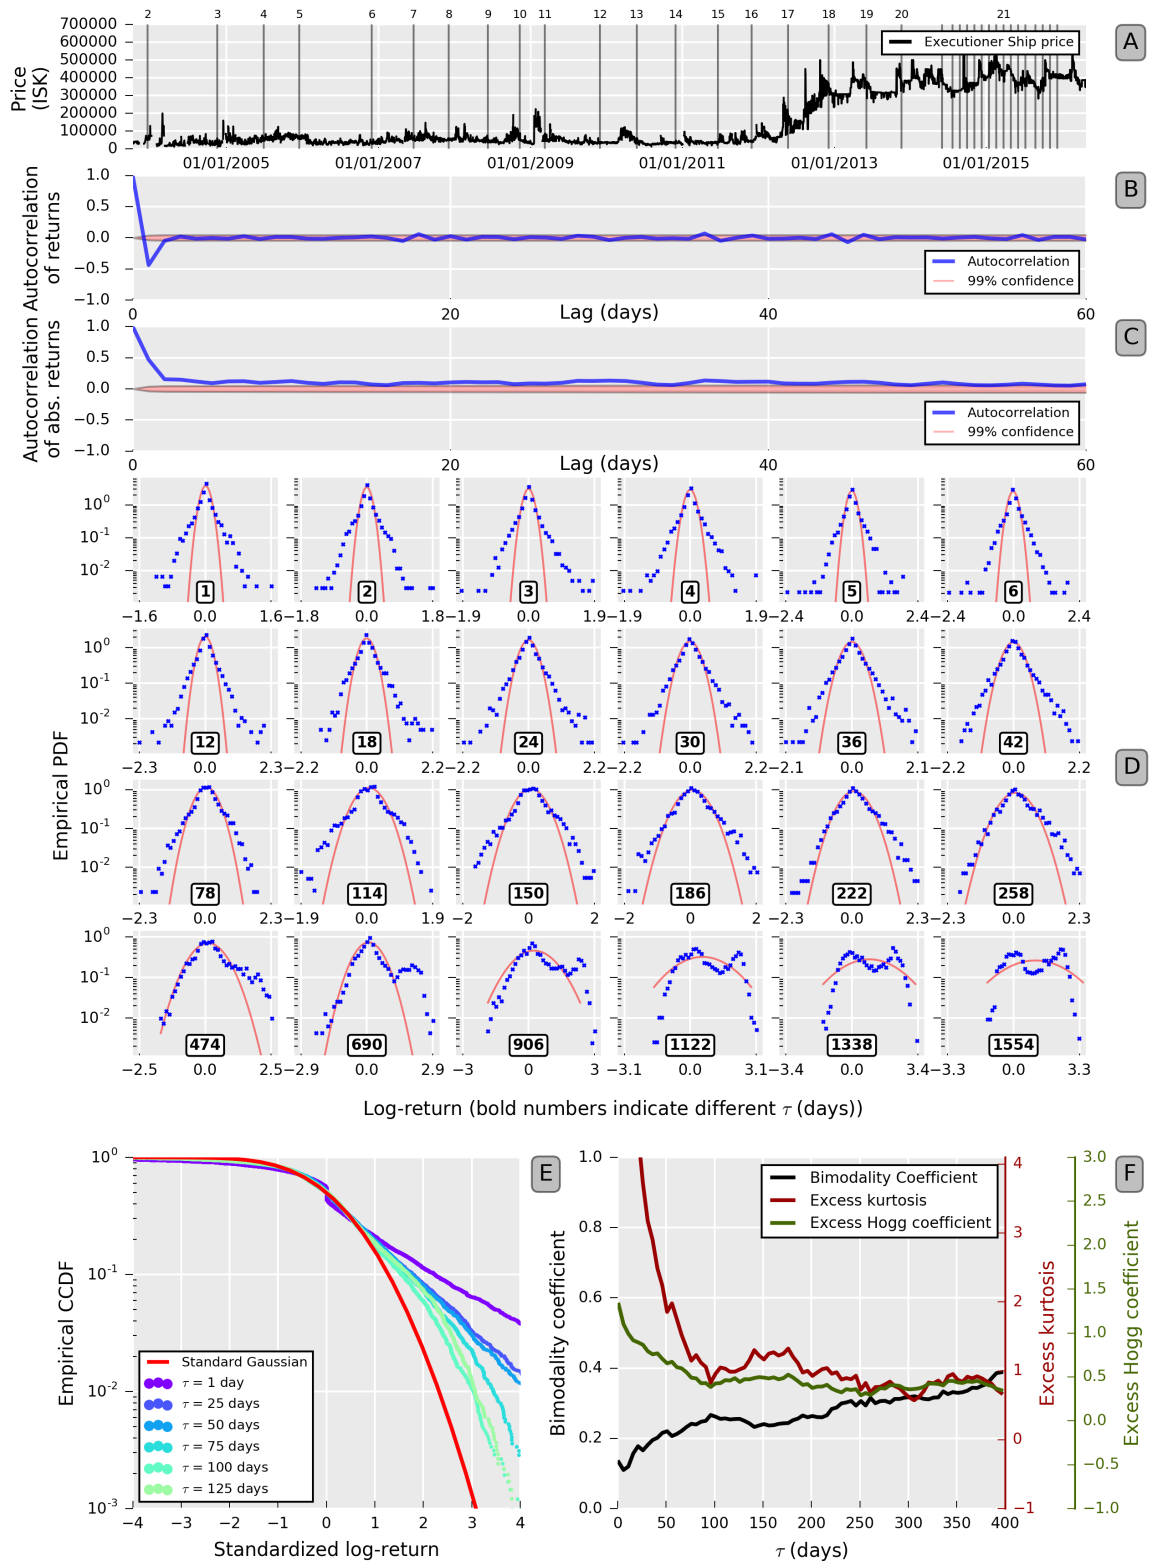 2 3 4 5 6 7 8 9 10 11 12 13 14 15 16 17 18 19 20 21
700000
600000
500000
400000
300000
200000
100000
0
Price
(ISK)
Executioner Ship price
A
01/01/2005 01/01/2007 01/01/2009 01/01/2011 01/01/2013 01/01/2015
1.0
0.5
0.0
−0.5
−1.0
Autocorrelation
of returns
Autocorrelation
99% confidence
B
0 20 40 60
Lag (days)
1.0
0.5
0.0
−0.5
−1.0
Autocorrelation
of abs. returns
Autocorrelation
99% confidence
C
0 20 40 60
Lag (days)
Empirical PDF
D
10⁰
10⁻¹
10⁻²
1 2 3 4 5 6
−1.6 0.0 1.6 −1.8 0.0 1.8 −1.9 0.0 1.9 −1.9 0.0 1.9 −2.4 0.0 2.4 −2.4 0.0 2.4
10⁰
10⁻¹
10⁻²
12 18 24 30 36 42
−2.3 0.0 2.3 −2.2 0.0 2.2 −2.2 0.0 2.2 −2.2 0.0 2.2 −2.1 0.0 2.1 −2.2 0.0 2.2
10⁰
10⁻¹
10⁻²
78 114 150 186 222 258
−2.3 0.0 2.3 −1.9 0.0 1.9 −2 0 2 −2 0 2 −2.3 0.0 2.3 −2.3 0.0 2.3
10⁰
10⁻¹
10⁻²
474 690 906 1122 1338 1554
−2.5 0.0 2.5 −2.9 0.0 2.9 −3 0 3 −3.1 0.0 3.1 −3.4 0.0 3.4 −3.3 0.0 3.3
Log-return (bold numbers indicate different τ (days))
10⁰
10⁻¹
10⁻²
10⁻³
Empirical CCDF
E
Standard Gaussian
τ = 1 day
τ = 25 days
τ = 50 days
τ = 75 days
τ = 100 days
τ = 125 days
−4 −3 −2 −1 0 1 2 3 4
Standardized log-return
1.0
0.8
0.6
0.4
0.2
0.0
Bimodality coefficient
Bimodality Coefficient
Excess kurtosis
Excess Hogg coefficient
F
4
3
2
1
0
−1
Excess kurtosis
3.0
2.5
2.0
1.5
1.0
0.5
0.0
−0.5
−1.0
Excess Hogg coefficient
0 50 100 150 200 250 300 350 400
τ (days)